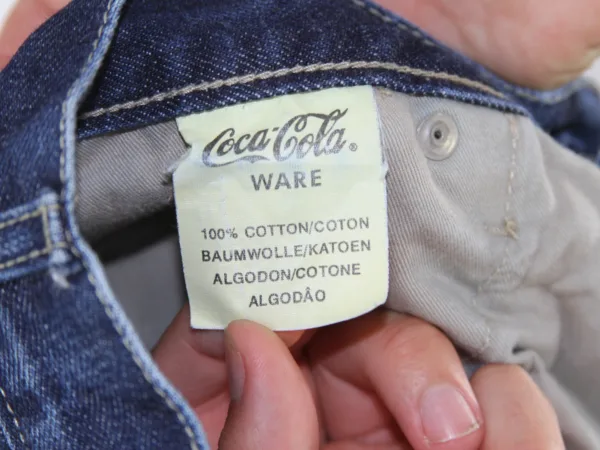 Coca-Cola®
WARE
100% COTTON/COTON
BAUMWOLLE/KATOEN
ALGODON/COTONE
ALGODÂO